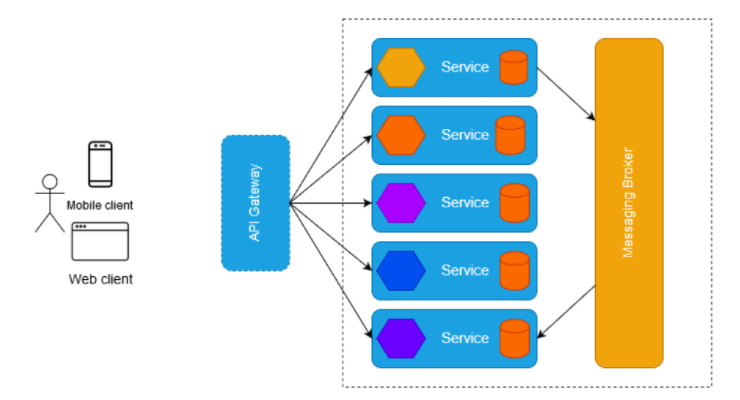 Mobile client
Web client
API Gateway
Service
Service
Service
Service
Service
Messaging Broker